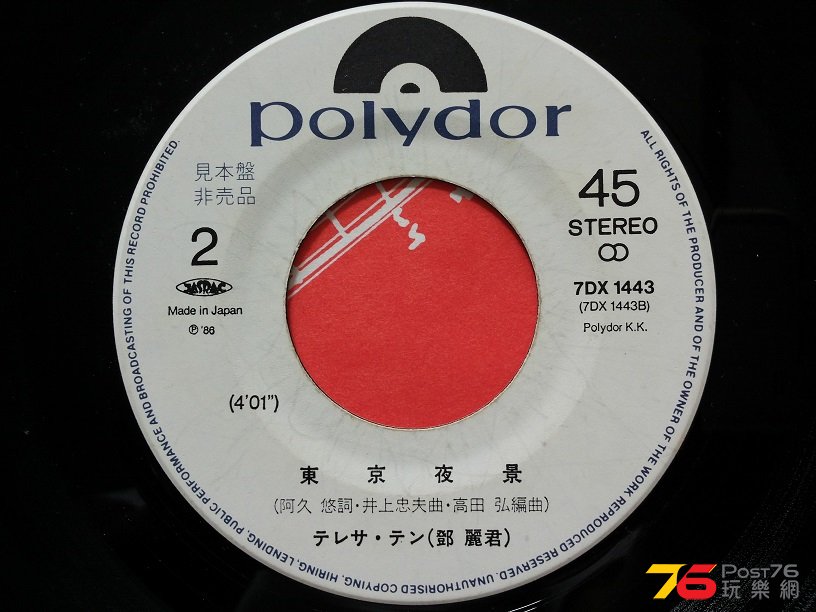 polydor
見本盤
非売品
45
STEREO
2
JASRAC
Made in Japan
℗ '86
7DX 1443
(7DX 1443B)
Polydor K.K.
(4'01")
東京夜景
(阿久 悠詞・井上忠夫曲・高田 弘編曲)
テレサ・テン(鄧 麗君)
ALL RIGHTS OF THE PRODUCER AND OF THE OWNER OF THE WORK REPRODUCED RESERVED. UNAUTHORISED COPYING, HIRING, LENDING, PUBLIC PERFORMANCE AND BROADCASTING OF THIS RECORD PROHIBITED.
76 Post76
玩樂網